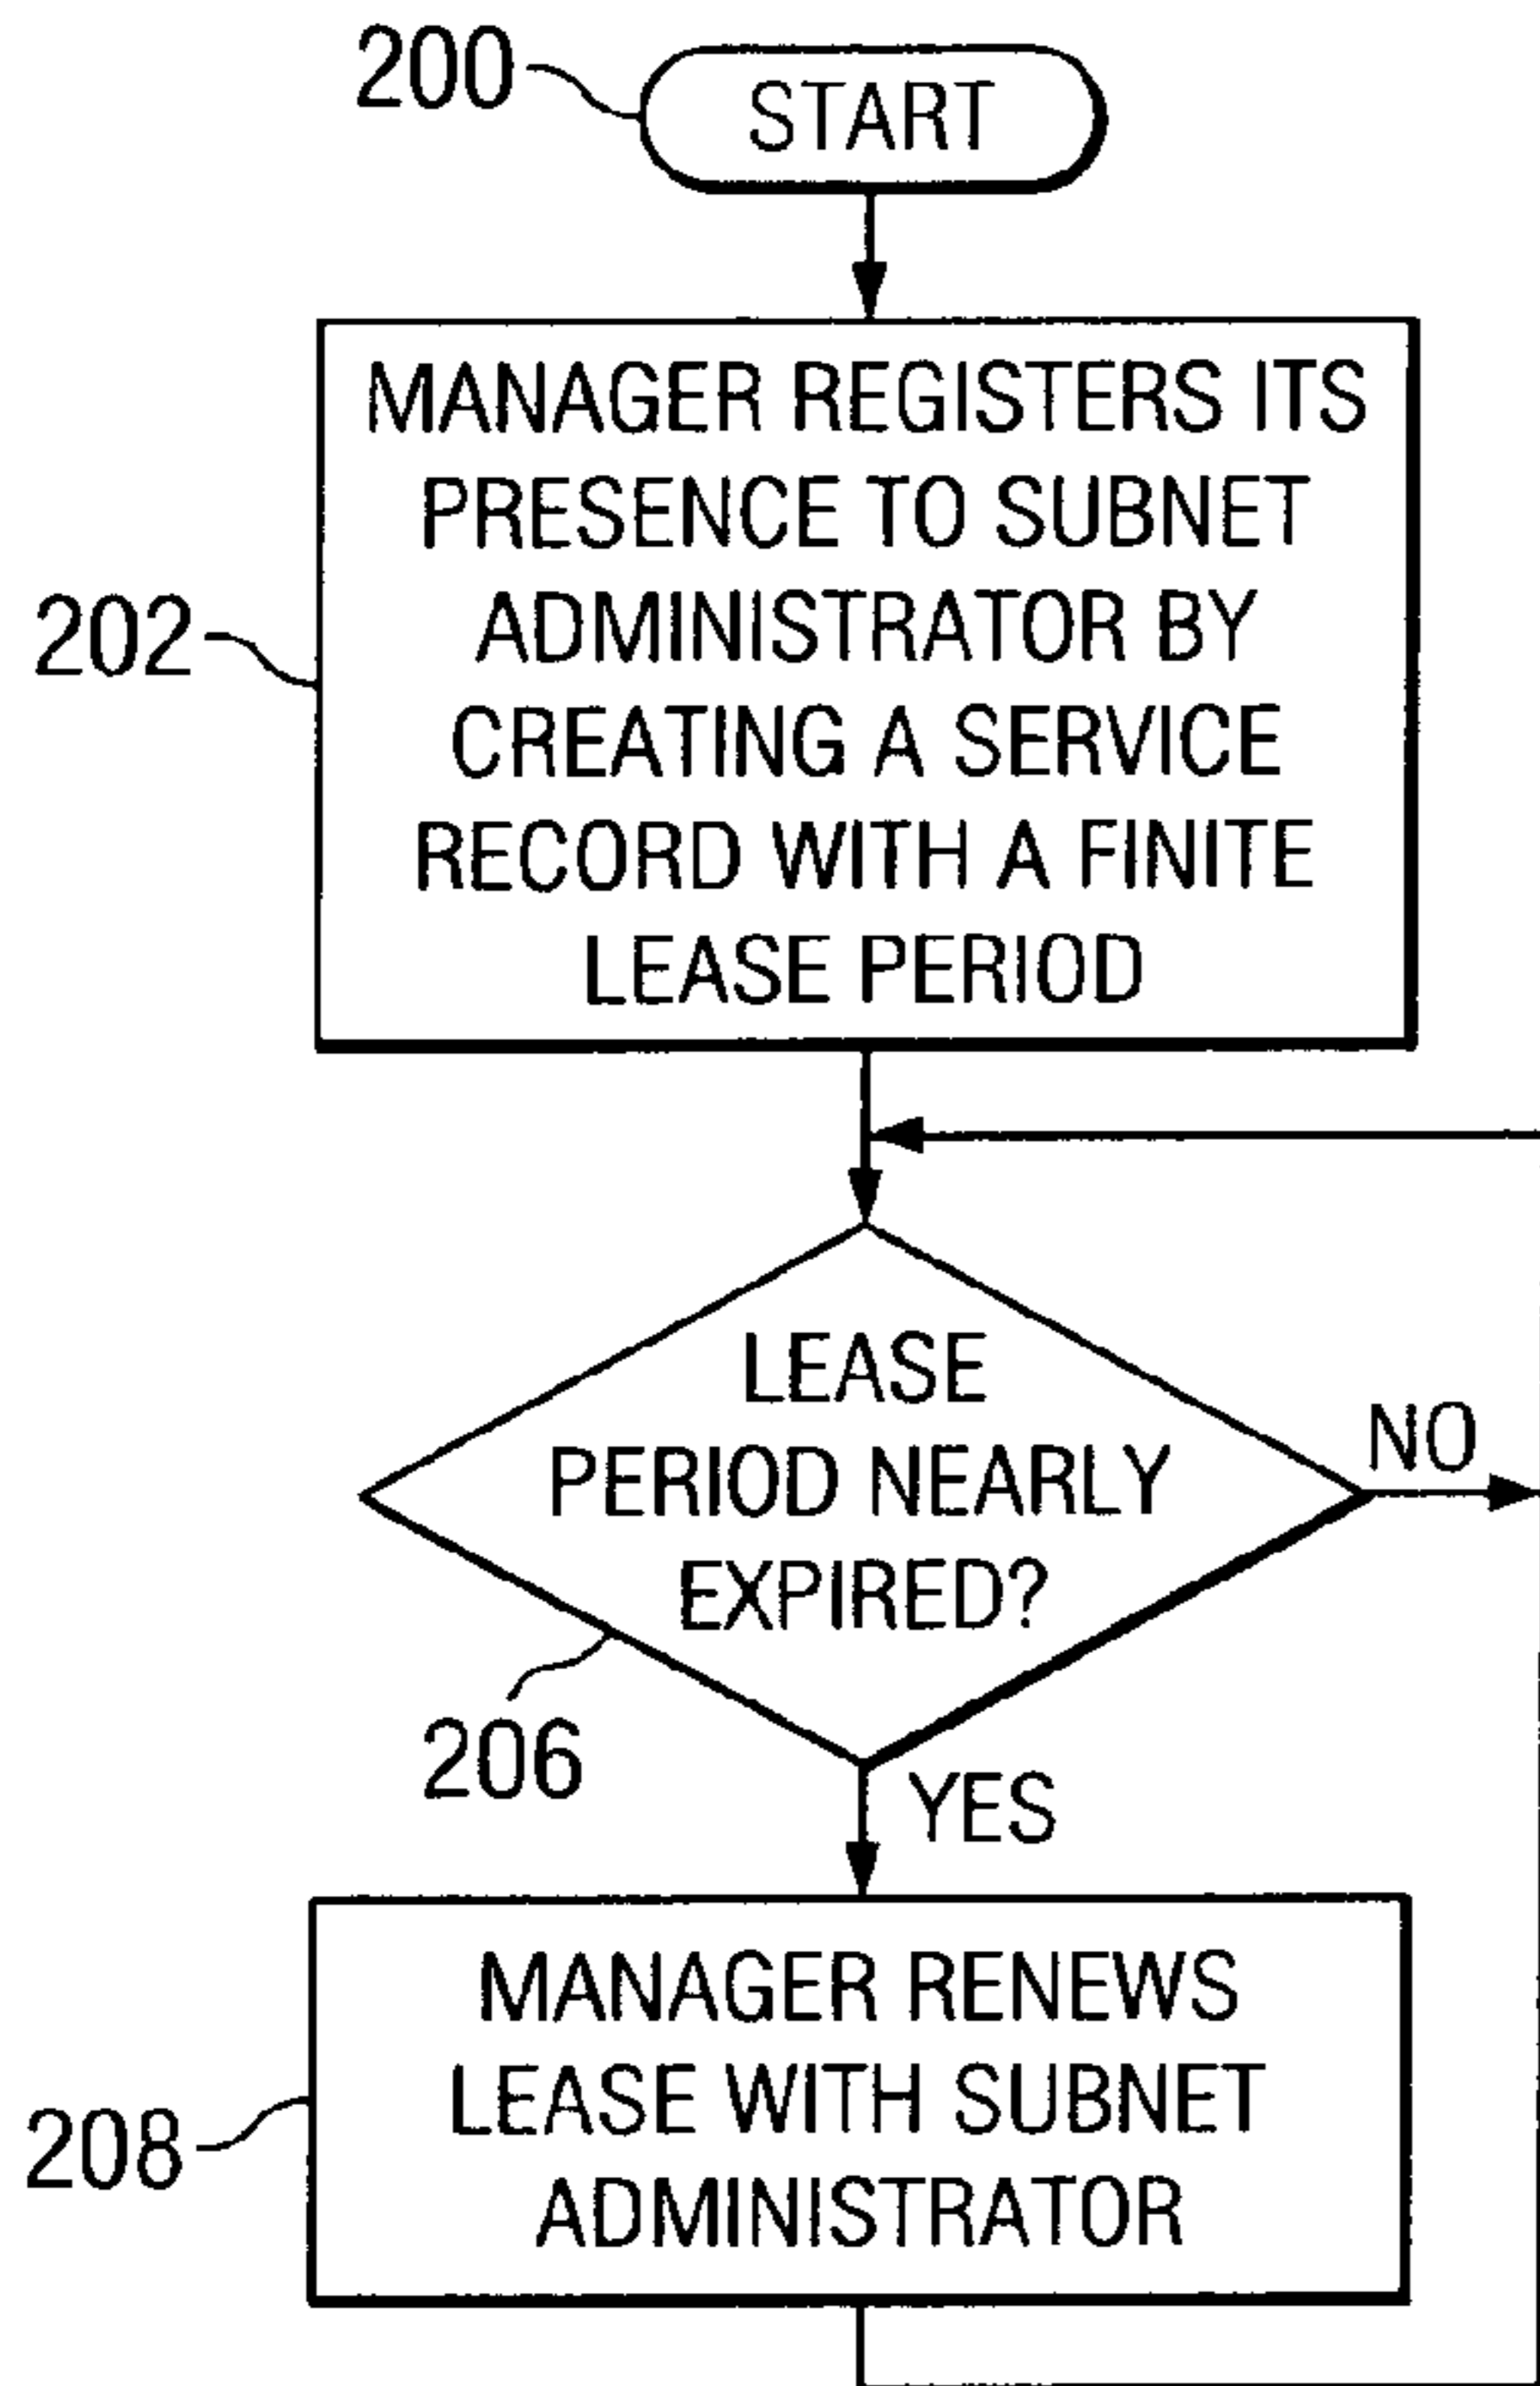 200
START
MANAGER REGISTERS ITS
PRESENCE TO SUBNET
ADMINISTRATOR BY
CREATING A SERVICE
RECORD WITH A FINITE
LEASE PERIOD
202
LEASE
PERIOD NEARLY
EXPIRED?
NO
206
YES
MANAGER RENEWS
LEASE WITH SUBNET
ADMINISTRATOR
208